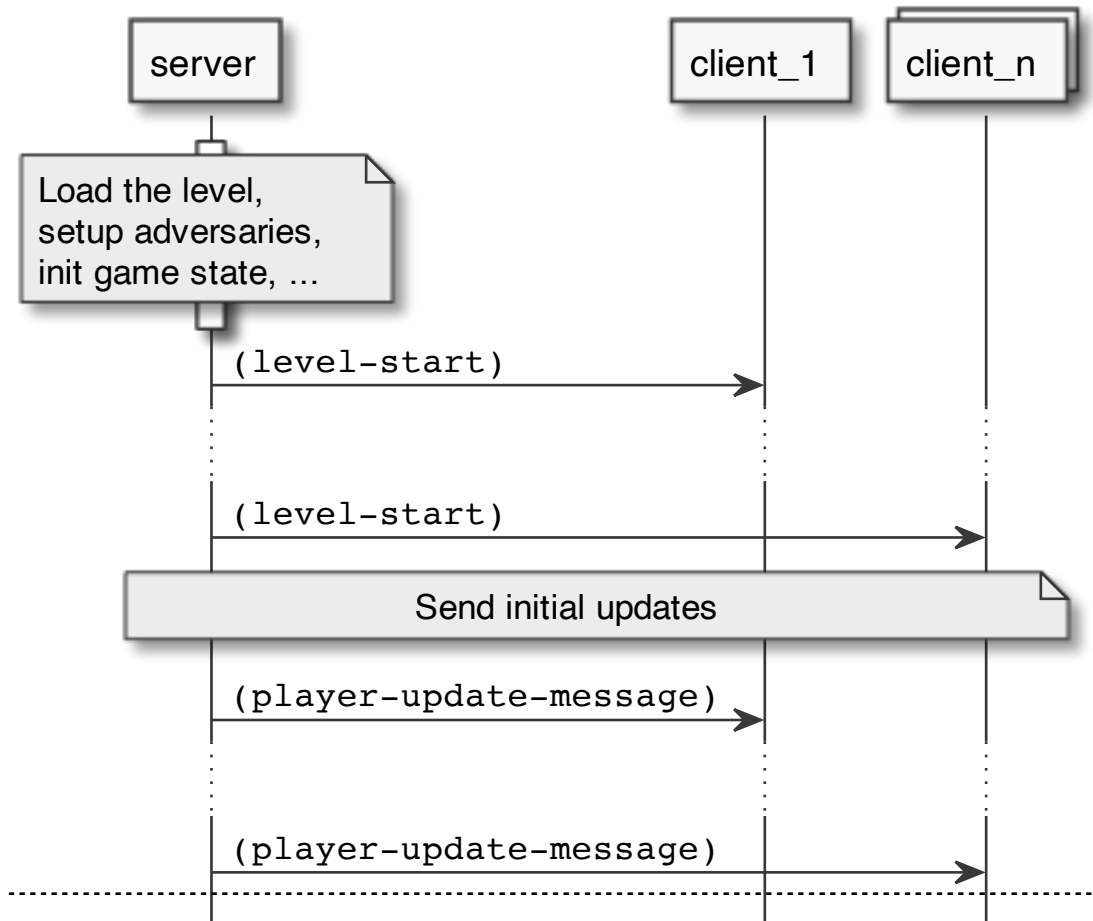 server
client_1
client_n
Load the level,
setup adversaries,
init game state, ...
(level-start)
(level-start)
Send initial updates
(player-update-message)
(player-update-message)